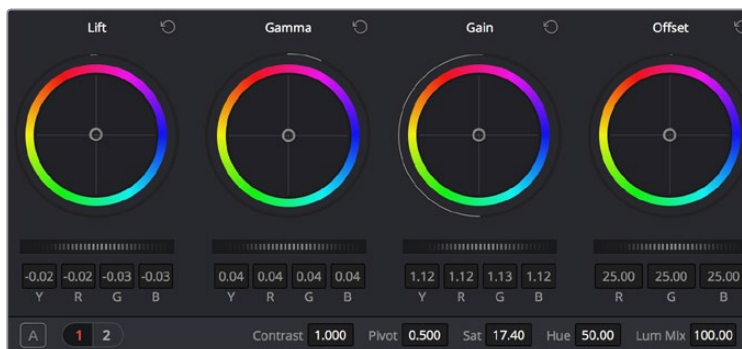 Lift Gamma Gain Offset
-0.02 -0.02 -0.03 -0.03 0.04 0.04 0.04 0.04 1.12 1.12 1.13 1.12 25.00 25.00 25.00
Y R G B Y R G B Y R G B R G B
A 1 2 Contrast 1.000 Pivot 0.500 Sat 17.40 Hue 50.00 Lum Mix 100.00